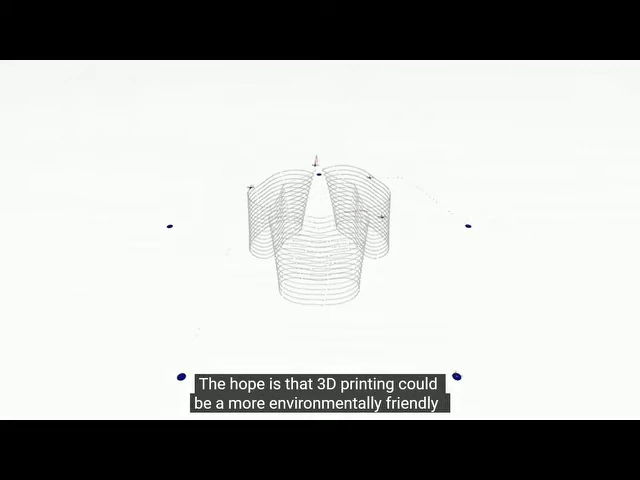 The hope is that 3D printing could
be a more environmentally friendly